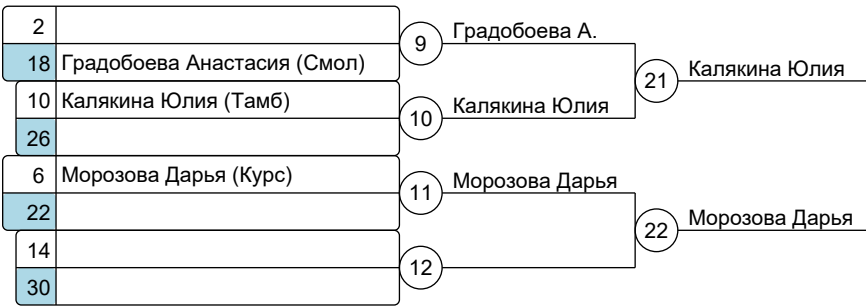 2
18 Градобоева Анастасия (Смол)
9
Градобоева А.
10 Калякина Юлия (Тамб)
26
10
Калякина Юлия
21
Калякина Юлия
6 Морозова Дарья (Курс)
22
11
Морозова Дарья
14
30
12
22
Морозова Дарья